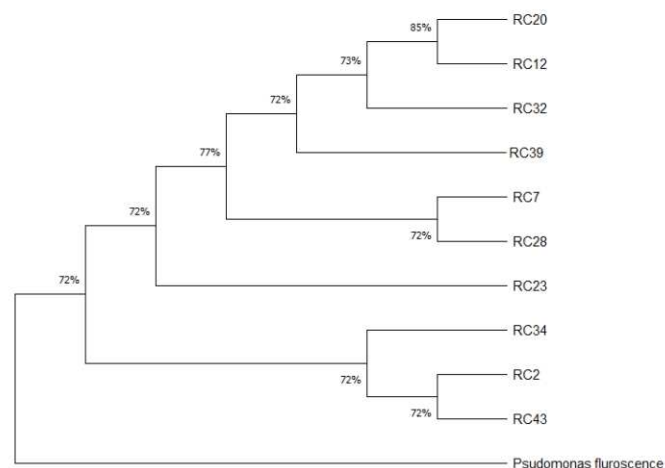 RC20
85%
RC12
73%
RC32
72%
RC39
77%
RC7
72%
RC28
72%
RC23
72%
RC34
72%
RC2
72%
RC43
Psudomonas fluroscence